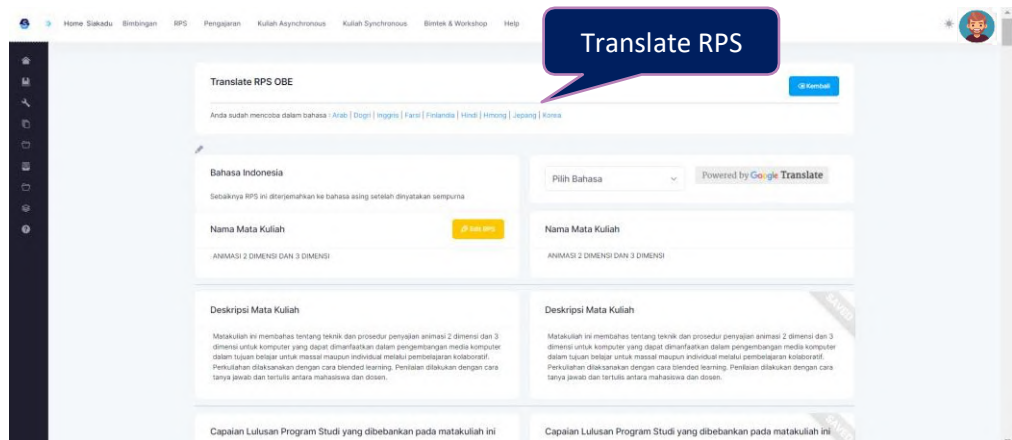 Home Siakadu Bimbingan RPS Pengajaran Kuliah Asynchronous Kuliah Synchronous Bimtek & Workshop Help
Translate RPS
Translate RPS OBE
Kembali
Anda sudah mencoba dalam bahasa : Arab | Dogri | Inggris | Farsi | Finlandia | Hindi | Hmong | Jepang | Korea
Bahasa Indonesia
Sebaiknya RPS ini diterjemahkan ke bahasa asing setelah dinyatakan sempurna
Pilih Bahasa
Powered by Google Translate
Nama Mata Kuliah
Edit RPS
ANIMASI 2 DIMENSI DAN 3 DIMENSI
Nama Mata Kuliah
ANIMASI 2 DIMENSI DAN 3 DIMENSI
Deskripsi Mata Kuliah
Matakuliah ini membahas tentang teknik dan prosedur penyajian animasi 2 dimensi dan 3
dimensi untuk komputer yang dapat dimanfaatkan dalam pengembangan media komputer
dalam tujuan belajar untuk massal maupun individual melalui pembelajaran kolaboratif.
Perkuliahan dilaksanakan dengan cara blended learning. Penilaian dilakukan dengan cara
tanya jawab dan tertulis antara mahasiswa dan dosen.
Deskripsi Mata Kuliah
SAVED
Matakuliah ini membahas tentang teknik dan prosedur penyajian animasi 2 dimensi dan 3
dimensi untuk komputer yang dapat dimanfaatkan dalam pengembangan media komputer
dalam tujuan belajar untuk massal maupun individual melalui pembelajaran kolaboratif.
Perkuliahan dilaksanakan dengan cara blended learning. Penilaian dilakukan dengan cara
tanya jawab dan tertulis antara mahasiswa dan dosen.
Capaian Lulusan Program Studi yang dibebankan pada matakuliah ini
Capaian Lulusan Program Studi yang dibebankan pada matakuliah ini
SAVED